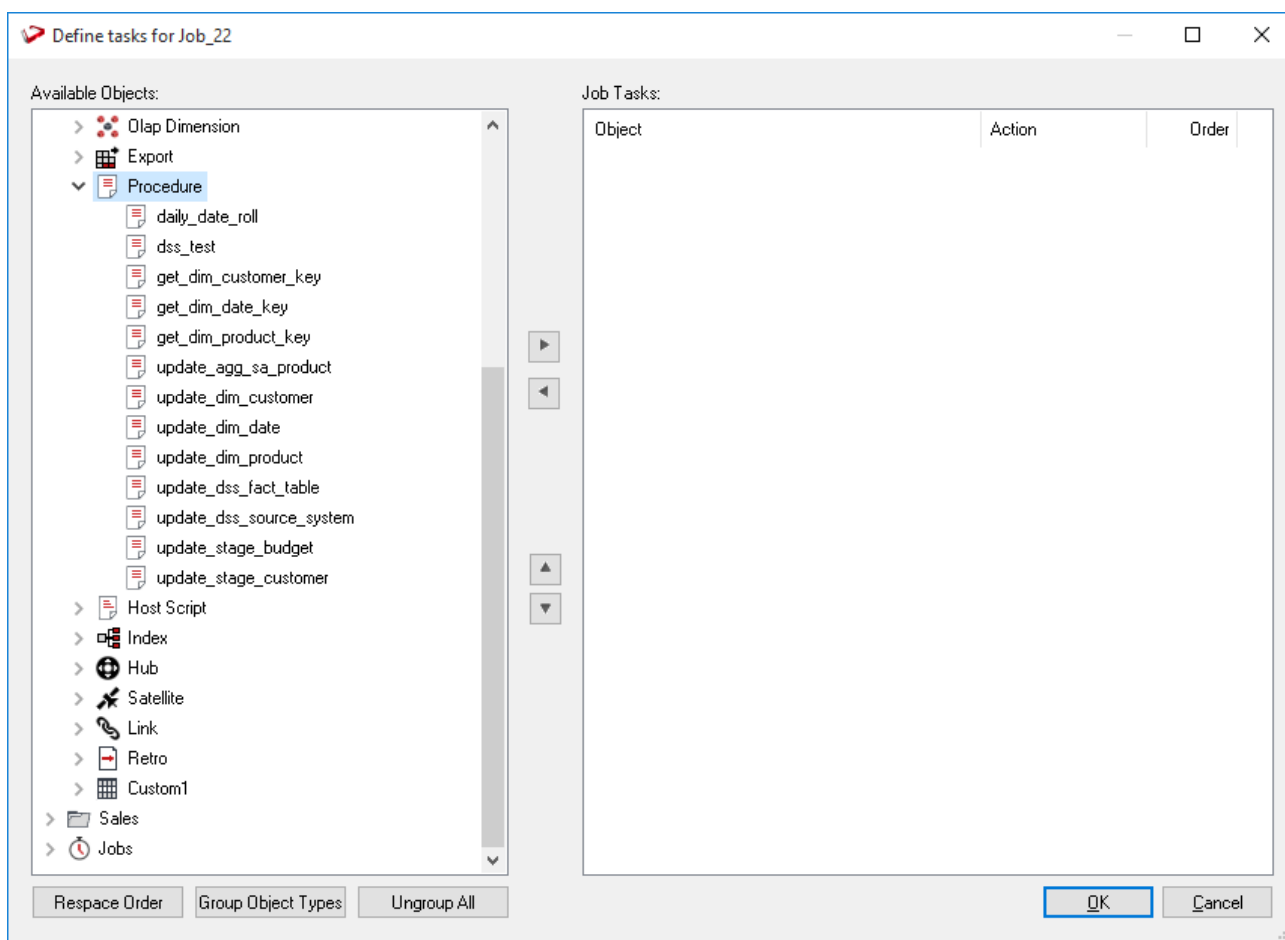 Define tasks for Job_22
Available Objects:
Olap Dimension
Export
Procedure
daily_date_roll
dss_test
get_dim_customer_key
get_dim_date_key
get_dim_product_key
update_agg_sa_product
update_dim_customer
update_dim_date
update_dim_product
update_dss_fact_table
update_dss_source_system
update_stage_budget
update_stage_customer
Host Script
Index
Hub
Satellite
Link
Retro
Custom1
Sales
Jobs
Respace Order Group Object Types Ungroup All
Job Tasks:
Object Action Order
OK Cancel